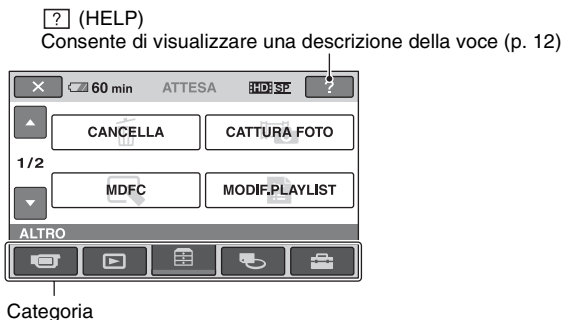 ? (HELP)
Consente di visualizzare una descrizione della voce (p. 12)
60 min ATTESA HD SP ?
CANCELLA CATTURA FOTO
1/2
MDFC MODIF.PLAYLIST
ALTRO
Categoria